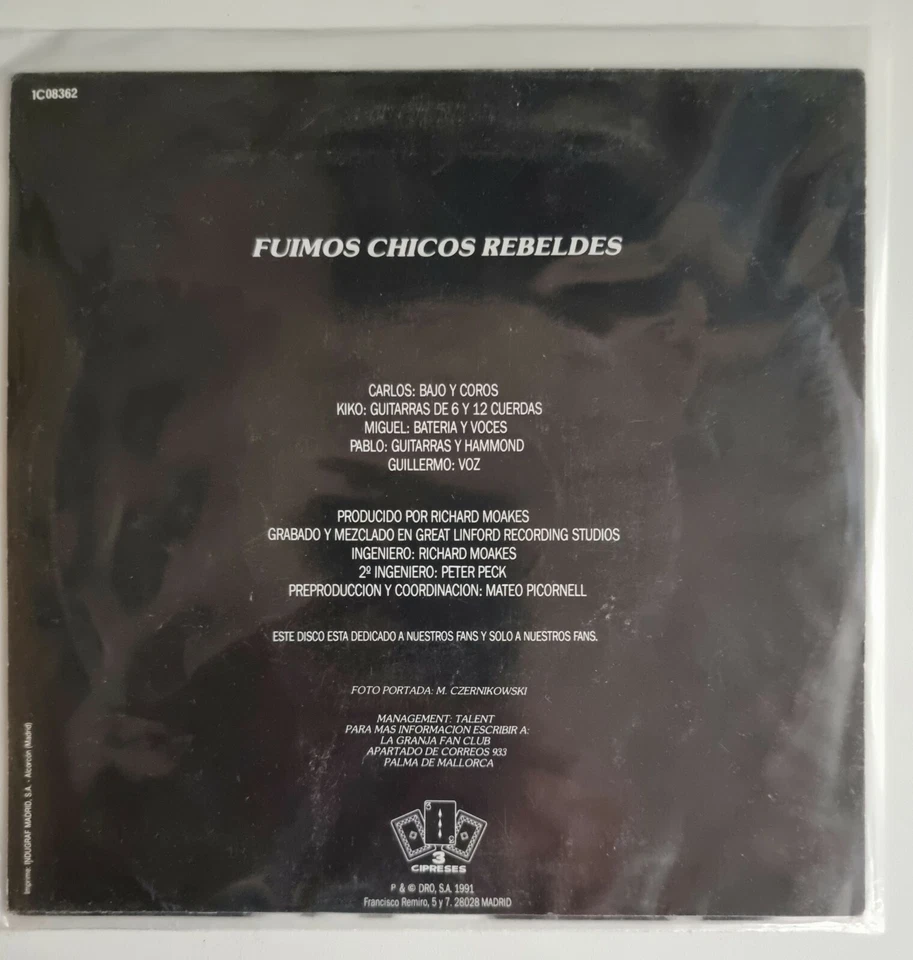 1C08362
FUIMOS CHICOS REBELDES
CARLOS: BAJO Y COROS
KIKO: GUITARRAS DE 6 Y 12 CUERDAS
MIGUEL: BATERIA Y VOCES
PABLO: GUITARRAS Y HAMMOND
GUILLERMO: VOZ
PRODUCIDO POR RICHARD MOAKES
GRABADO Y MEZCLADO EN GREAT LINFORD RECORDING STUDIOS
INGENIERO: RICHARD MOAKES
2º INGENIERO: PETER PECK
PREPRODUCCION Y COORDINACION: MATEO PICORNELL
ESTE DISCO ESTA DEDICADO A NUESTROS FANS Y SOLO A NUESTROS FANS.
FOTO PORTADA: M. CZERNIKOWSKI
MANAGEMENT: TALENT
PARA MAS INFORMACION ESCRIBIR A:
LA GRANJA FAN CLUB
APARTADO DE CORREOS 933
PALMA DE MALLORCA
3
CIPRESES
P & © DRO, S.A. 1991
Francisco Remiro, 5 y 7. 28028 MADRID
Imprime: INDUGRAF MADRID, S.A. - Alcorcón (Madrid)